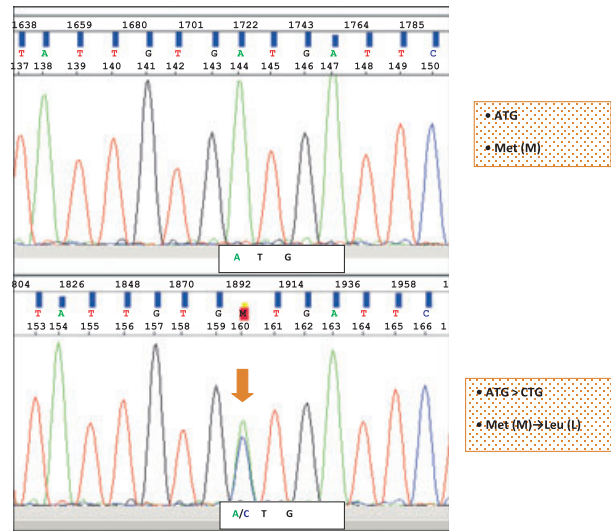 1638 1659 1680 1701 1722 1743 1764 1785
T A T T G T G A T G A T T C
137 138 139 140 141 142 143 144 145 146 147 148 149 150
A T G
• ATG
• Met (M)
804 1826 1848 1870 1892 1914 1936 1958 1
T A T T G T G M T G A T T C
153 154 155 156 157 158 159 160 161 162 163 164 165 166 1
A/C T G
• ATG > CTG
• Met (M)→Leu (L)